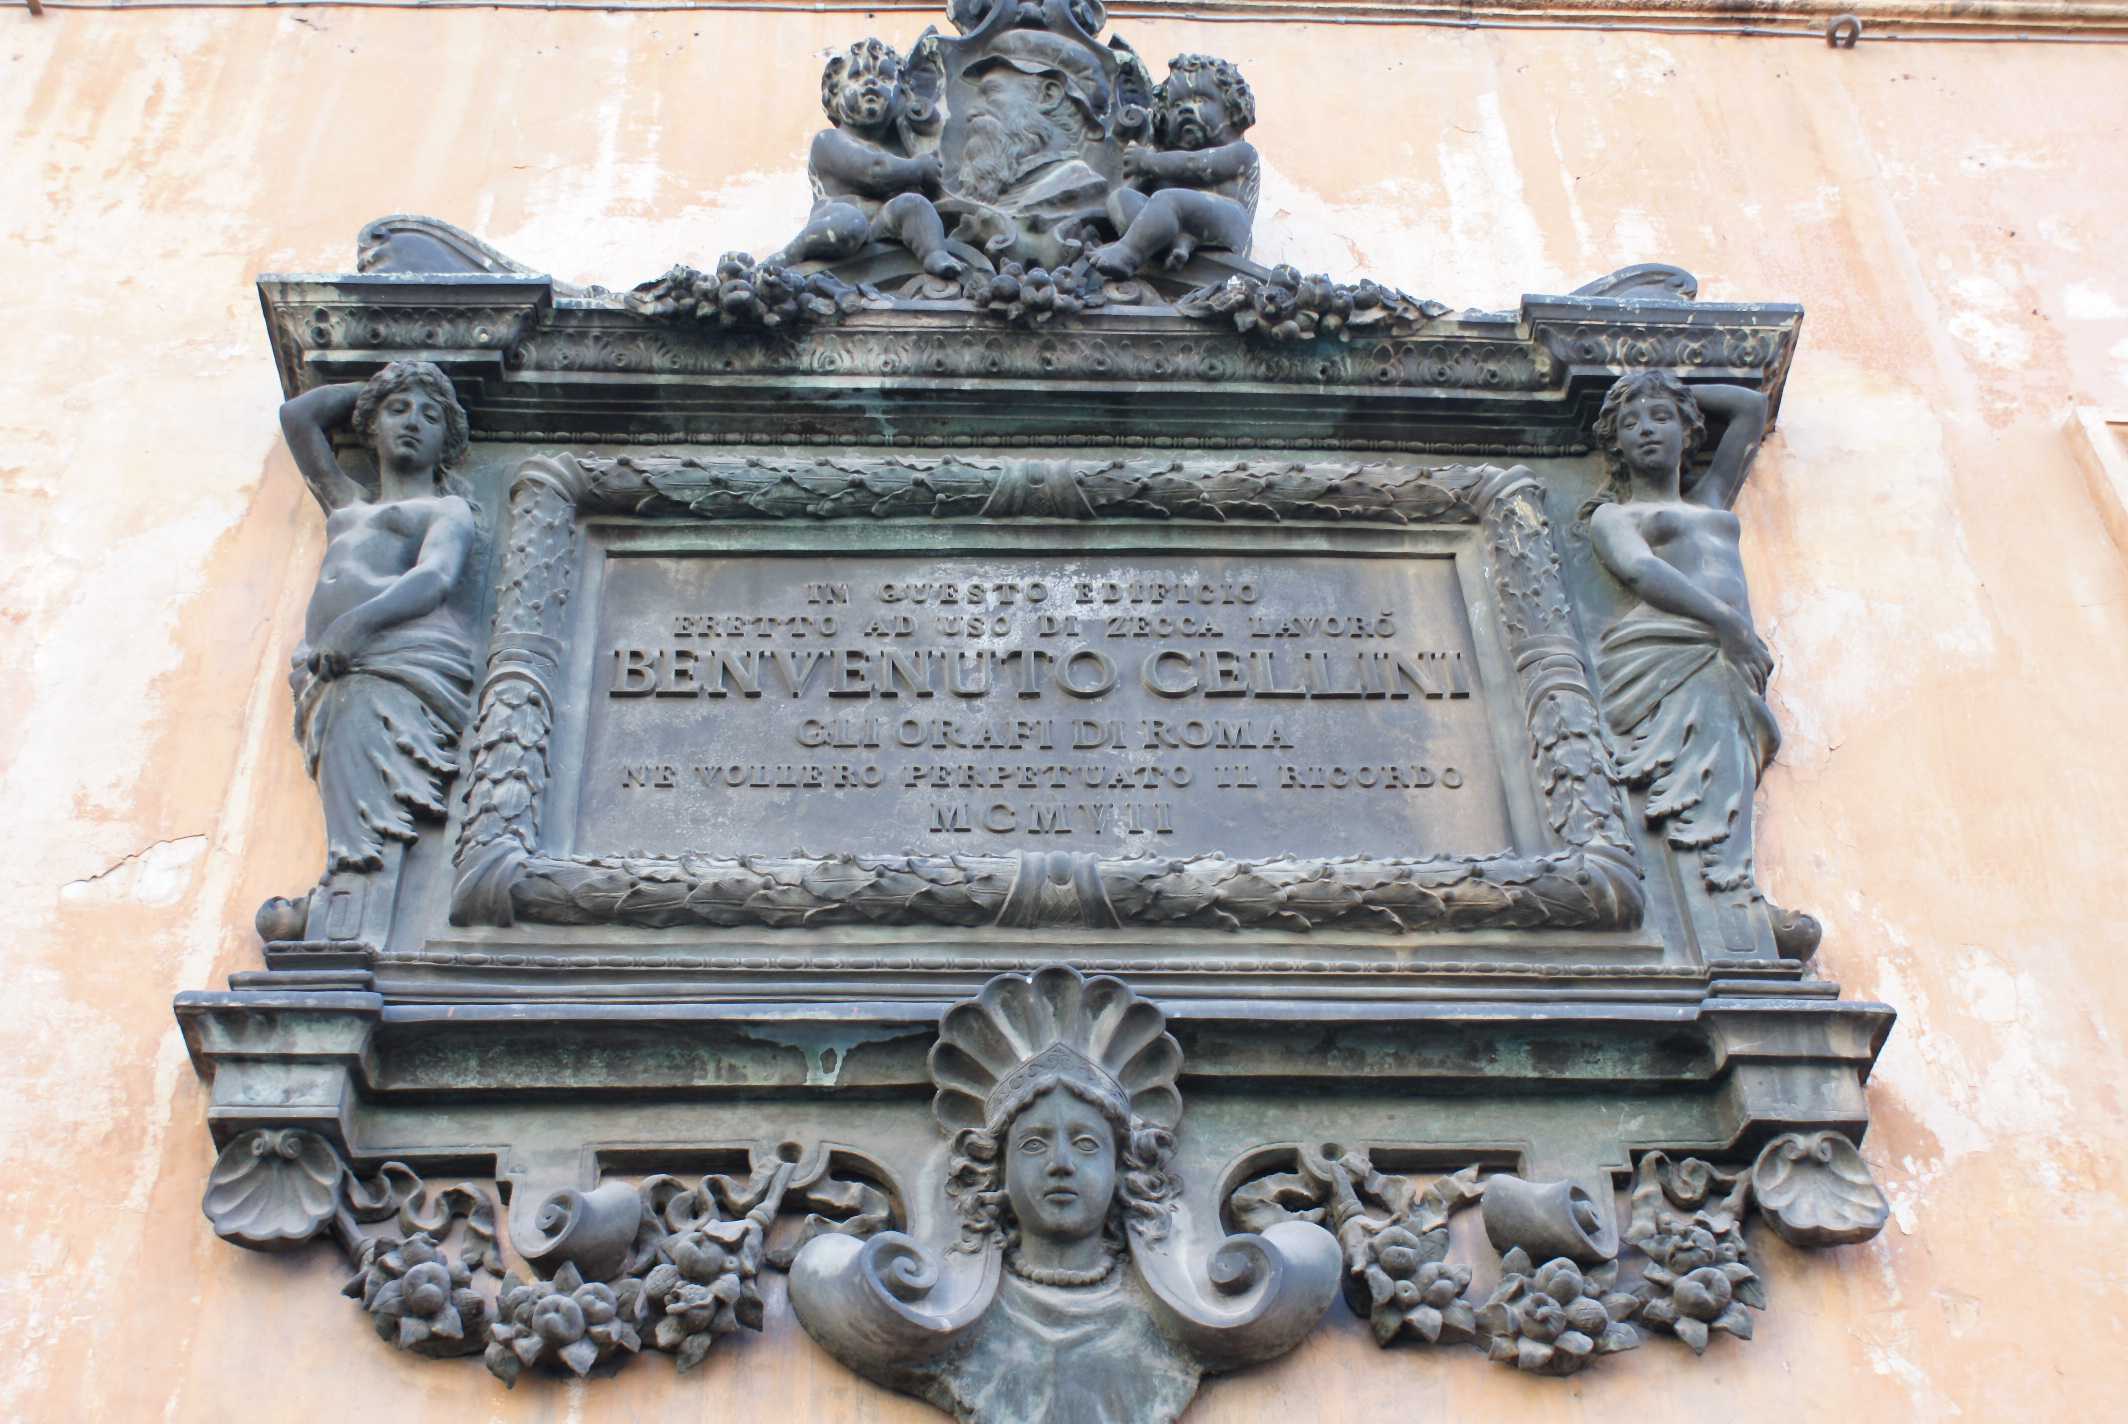 IN QUESTO EDIFICIO
ERETTO AD USO DI ZECCA LAVORÒ
BENVENUTO CELLINI
GLI ORAFI DI ROMA
NE VOLLERO PERPETUATO IL RICORDO
MCMVII